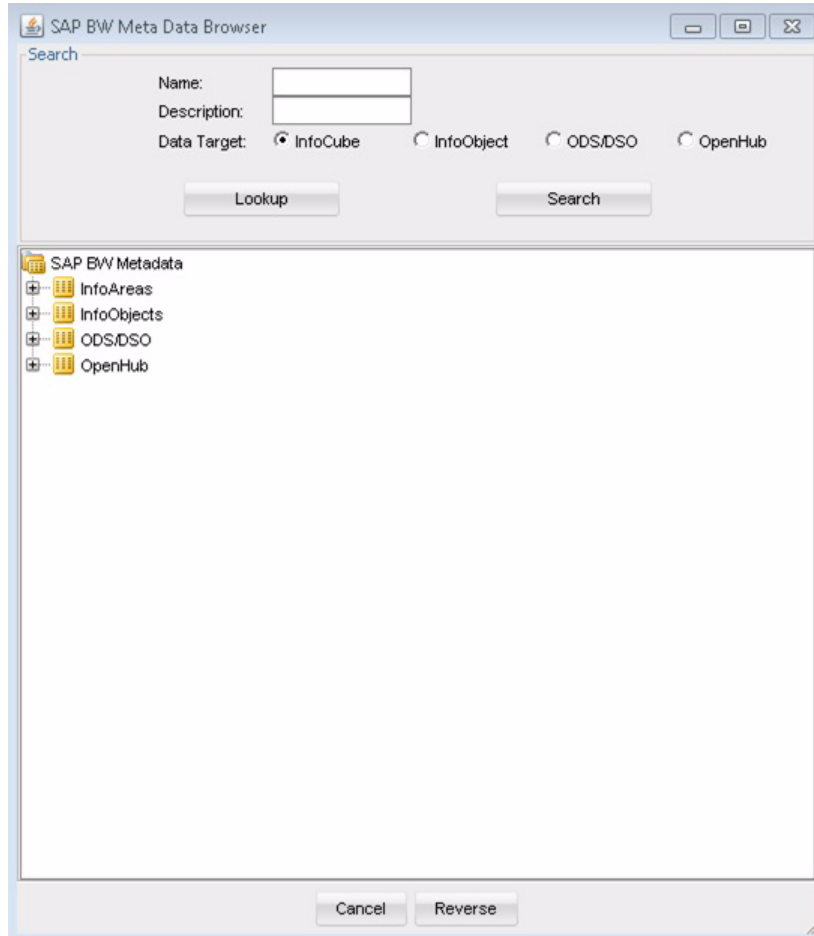 SAP BW Meta Data Browser
Search
Name:
Description:
Data Target: InfoCube InfoObject ODS/DSO OpenHub
Lookup Search
SAP BW Metadata
InfoAreas
InfoObjects
ODS/DSO
OpenHub
Cancel Reverse